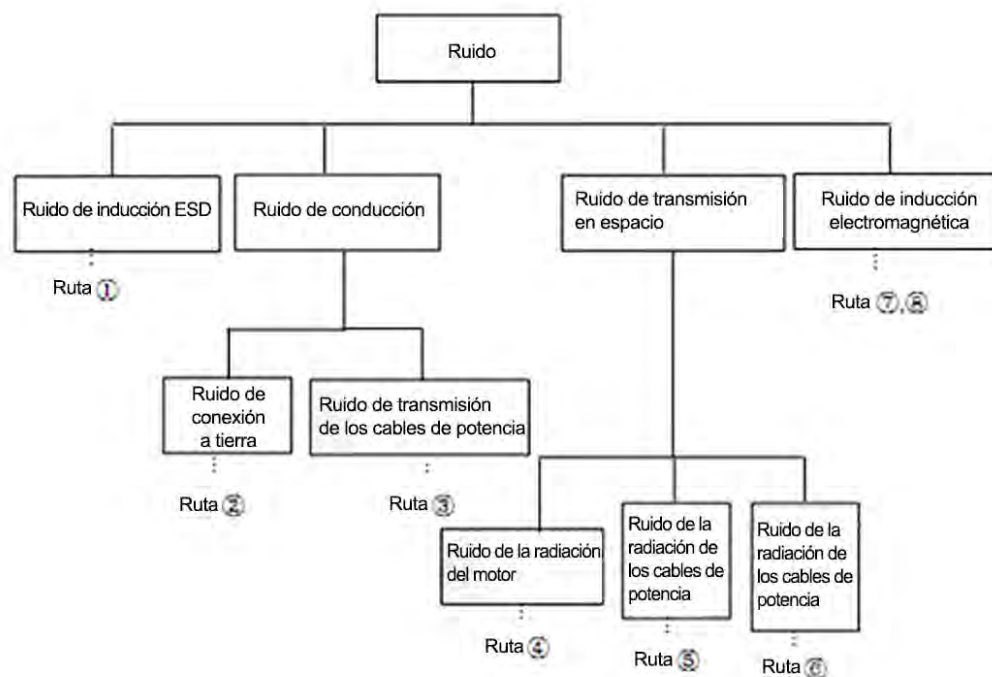 Ruido
Ruido de inducción ESD
Ruta ①
Ruido de conducción
Ruido de transmisión
en espacio
Ruido de inducción
electromagnética
Ruta ⑦,⑧
Ruido de
conexión
a tierra
Ruta ②
Ruido de transmisión
de los cables de potencia
Ruta ③
Ruido de la radiación
del motor
Ruta ④
Ruido de la
radiación de
los cables de
potencia
Ruta ⑤
Ruido de la
radiación de
los cables de
potencia
Ruta ⑥